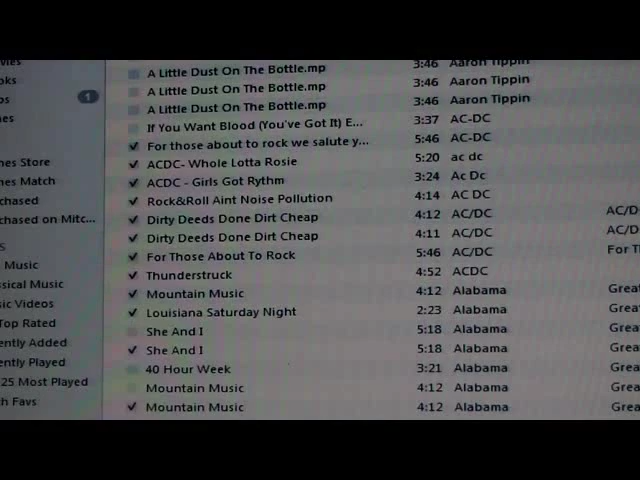 A Little Dust On The Bottle.mp 3:46 Aaron Tippin
A Little Dust On The Bottle.mp 3:46 Aaron Tippin
A Little Dust On The Bottle.mp 3:46 Aaron Tippin
1
If You Want Blood (You've Got It) E... 3:37 AC-DC
For those about to rock we salute y... 5:46 AC-DC
nes Store ACDC- Whole Lotta Rosie 5:20 ac dc
nes Match ACDC - Girls Got Rythm 3:24 Ac Dc
chased Rock&Roll Aint Noise Pollution 4:14 AC DC
chased on Mitc... Dirty Deeds Done Dirt Cheap 4:12 AC/DC AC/D
Dirty Deeds Done Dirt Cheap 4:11 AC/DC AC/D
Music For Those About To Rock 5:46 AC/DC For T
ssical Music Thunderstruck 4:52 ACDC
sic Videos Mountain Music 4:12 Alabama Great
Top Rated Louisiana Saturday Night 2:23 Alabama Grea
ently Added She And I 5:18 Alabama Grea
ently Played She And I 5:18 Alabama Grea
25 Most Played 40 Hour Week 3:21 Alabama Grea
h Favs Mountain Music 4:12 Alabama Grea
Mountain Music 4:12 Alabama Grea